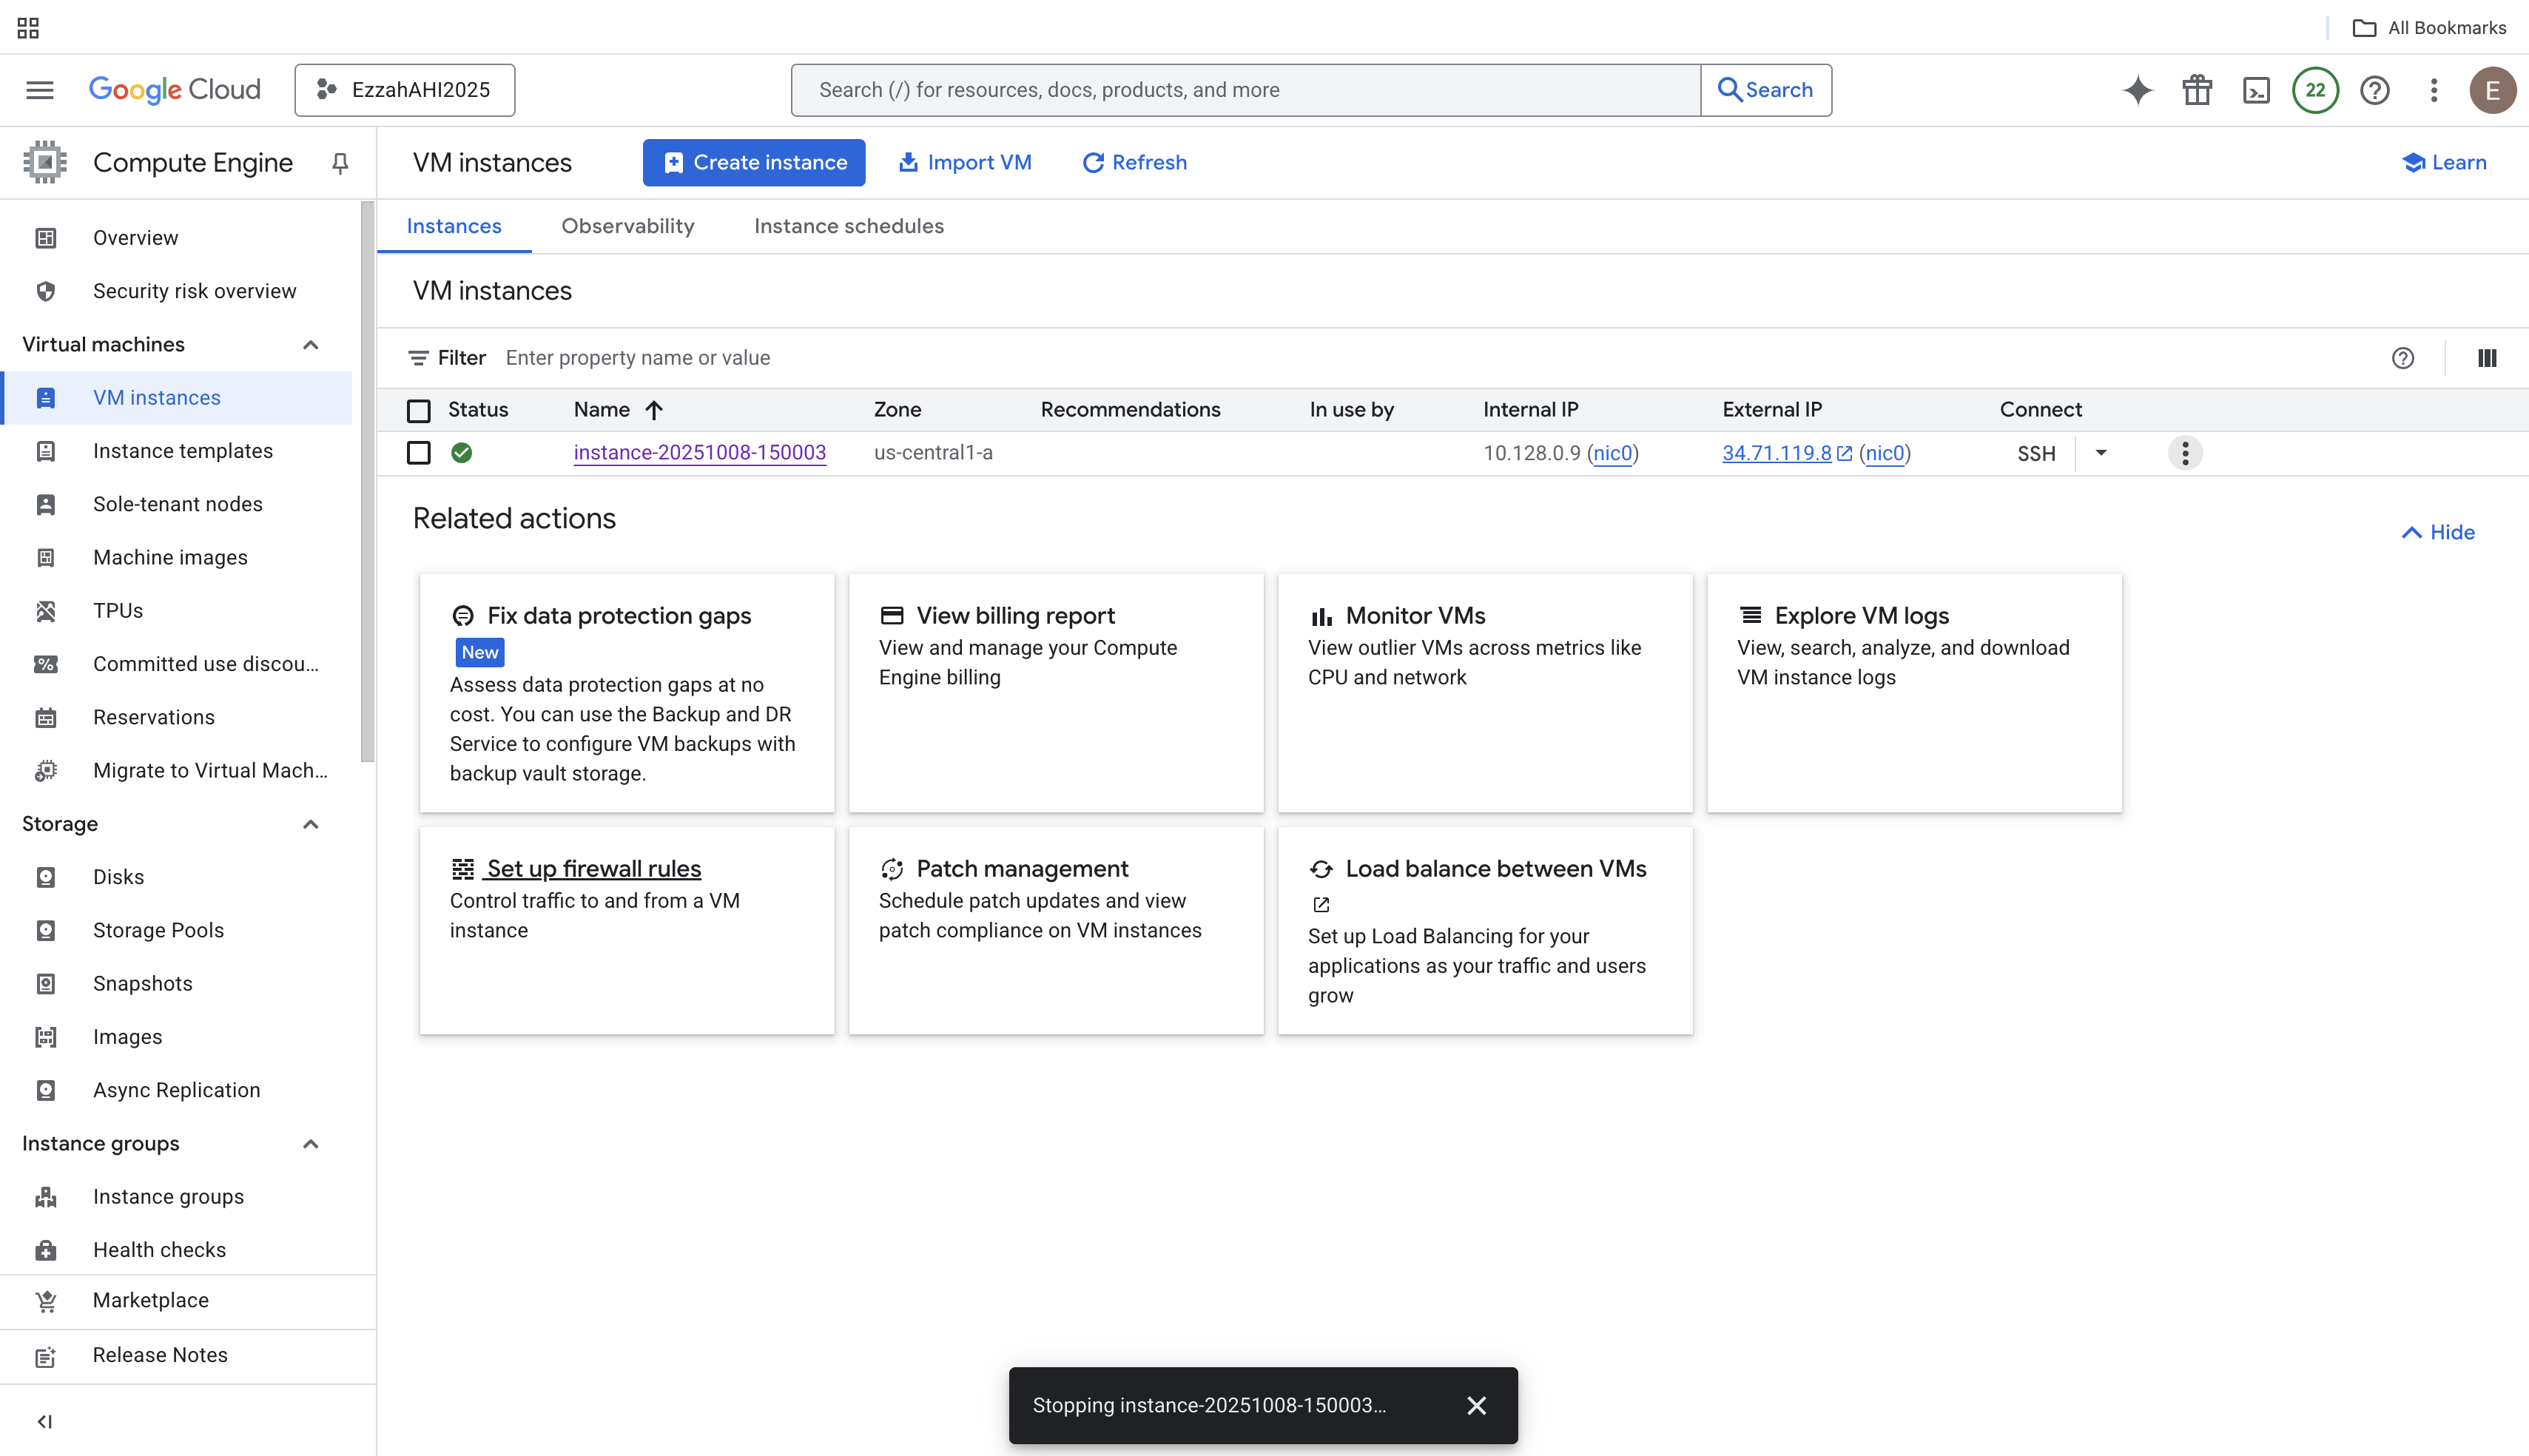 All Bookmarks
Google Cloud
EzzahAHI2025
Search (/) for resources, docs, products, and more
Search
22
E
Compute Engine
VM instances
Create instance
Import VM
Refresh
Learn
Overview
Security risk overview
Virtual machines
VM instances
Instance templates
Sole-tenant nodes
Machine images
TPUs
Committed use discou...
Reservations
Migrate to Virtual Mach...
Storage
Disks
Storage Pools
Snapshots
Images
Async Replication
Instance groups
Instance groups
Health checks
Marketplace
Release Notes
Instances
Observability
Instance schedules
VM instances
Filter
Enter property name or value
Status
Name
Zone
Recommendations
In use by
Internal IP
External IP
Connect
instance-20251008-150003
us-central1-a
10.128.0.9 (nic0)
34.71.119.8 (nic0)
SSH
Related actions
Hide
Fix data protection gaps
New
Assess data protection gaps at no
cost. You can use the Backup and DR
Service to configure VM backups with
backup vault storage.
View billing report
View and manage your Compute
Engine billing
Monitor VMs
View outlier VMs across metrics like
CPU and network
Explore VM logs
View, search, analyze, and download
VM instance logs
Set up firewall rules
Control traffic to and from a VM
instance
Patch management
Schedule patch updates and view
patch compliance on VM instances
Load balance between VMs
Set up Load Balancing for your
applications as your traffic and users
grow
Stopping instance-20251008-150003...